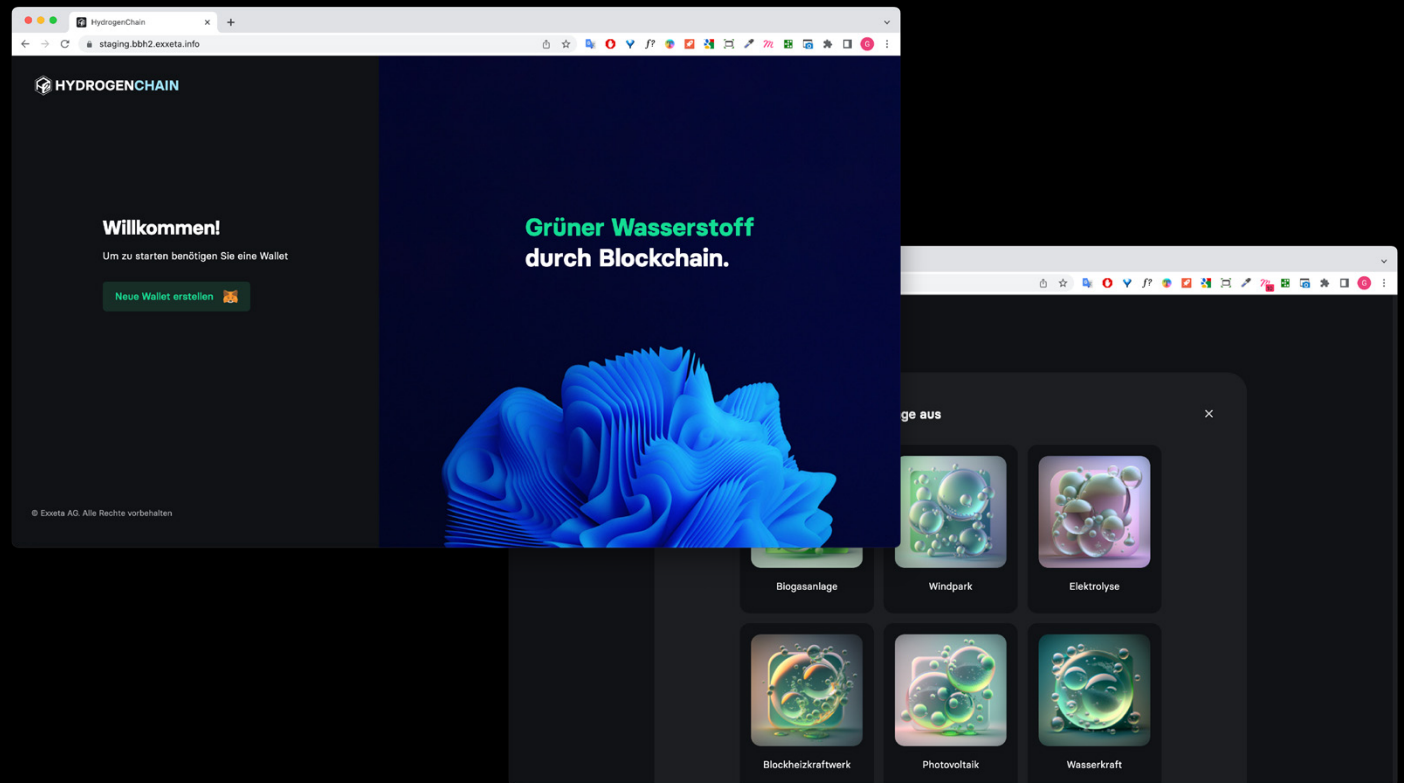 HydrogenChain
staging.bbh2.exxeta.info
HYDROGENCHAIN
Willkommen!
Um zu starten benötigen Sie eine Wallet
Neue Wallet erstellen
© Exxeta AG. Alle Rechte vorbehalten
Grüner Wasserstoff
durch Blockchain.
ge aus
Biogasanlage
Windpark
Elektrolyse
Blockheizkraftwerk
Photovoltaik
Wasserkraft